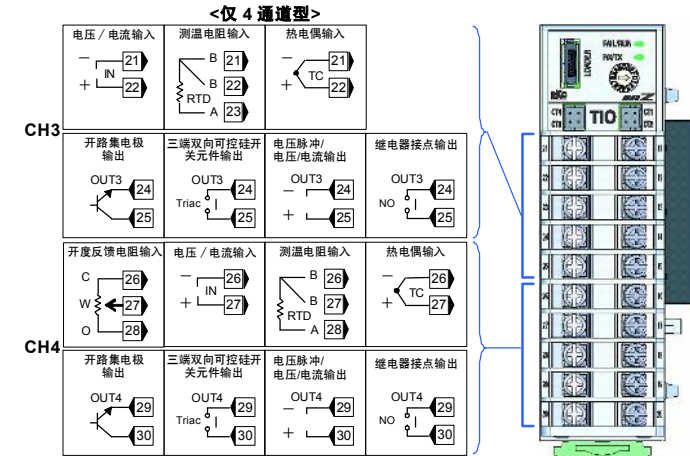 <仅 4 通道型>
CH3
电压 / 电流输入
− 21
IN
+ 22
测温电阻输入
B 21
B 22
RTD
A 23
热电偶输入
− 21
TC
+ 22
开路集电极
输出
OUT3
24
25
三端双向可控硅开
关元件输出
OUT3
24
Triac
25
电压脉冲/
电压/电流输出
OUT3
− 24
+ 25
继电器接点输出
OUT3
24
NO
25
CH4
开度反馈电阻输入
C 26
W 27
O 28
电压 / 电流输入
− 26
IN
+ 27
测温电阻输入
B 26
B 27
RTD
A 28
热电偶输入
− 26
TC
+ 27
开路集电极
输出
OUT4
29
30
三端双向可控硅开
关元件输出
OUT4
29
Triac
30
电压脉冲/
电压/电流输出
OUT4
− 29
+ 30
继电器接点输出
OUT4
29
NO
30
FAIL/RUN
RX/TX
LOADER
RKC
TIO